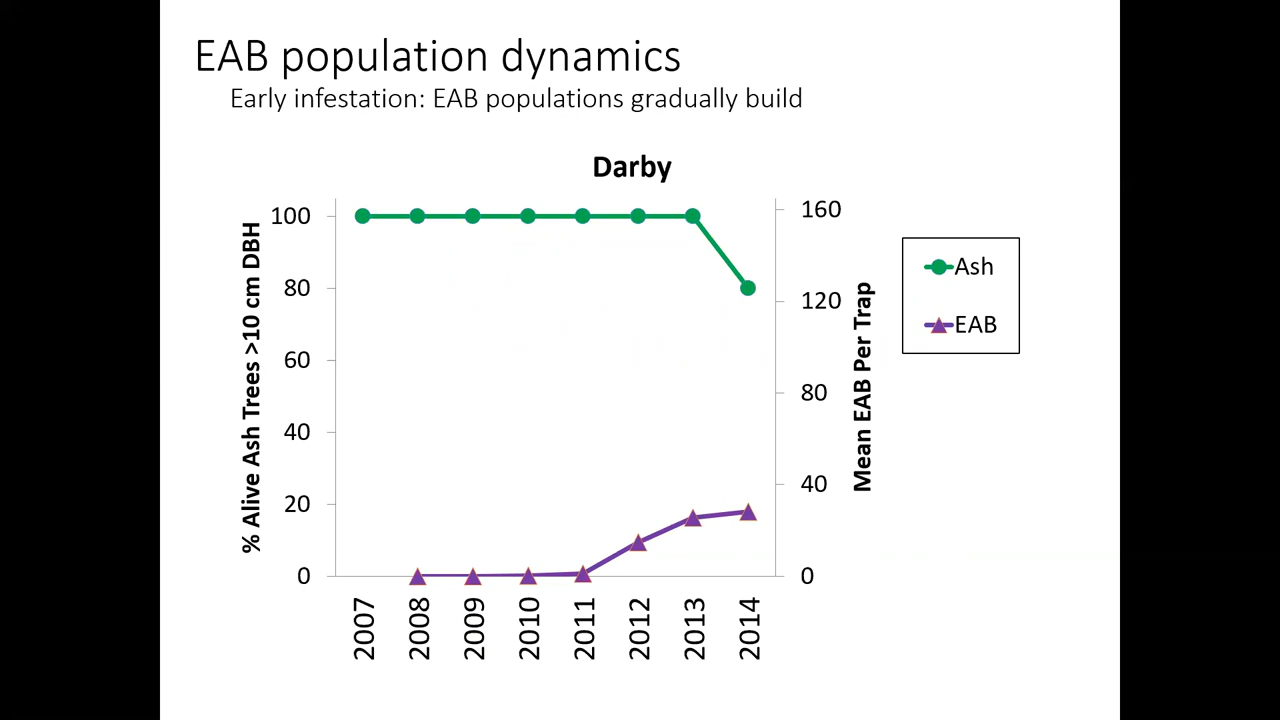 EAB population dynamics
Early infestation: EAB populations gradually build
Darby
% Alive Ash Trees >10 cm DBH
100
80
60
40
20
0
160
120
80
40
0
Mean EAB Per Trap
2007
2008
2009
2010
2011
2012
2013
2014
Ash
EAB